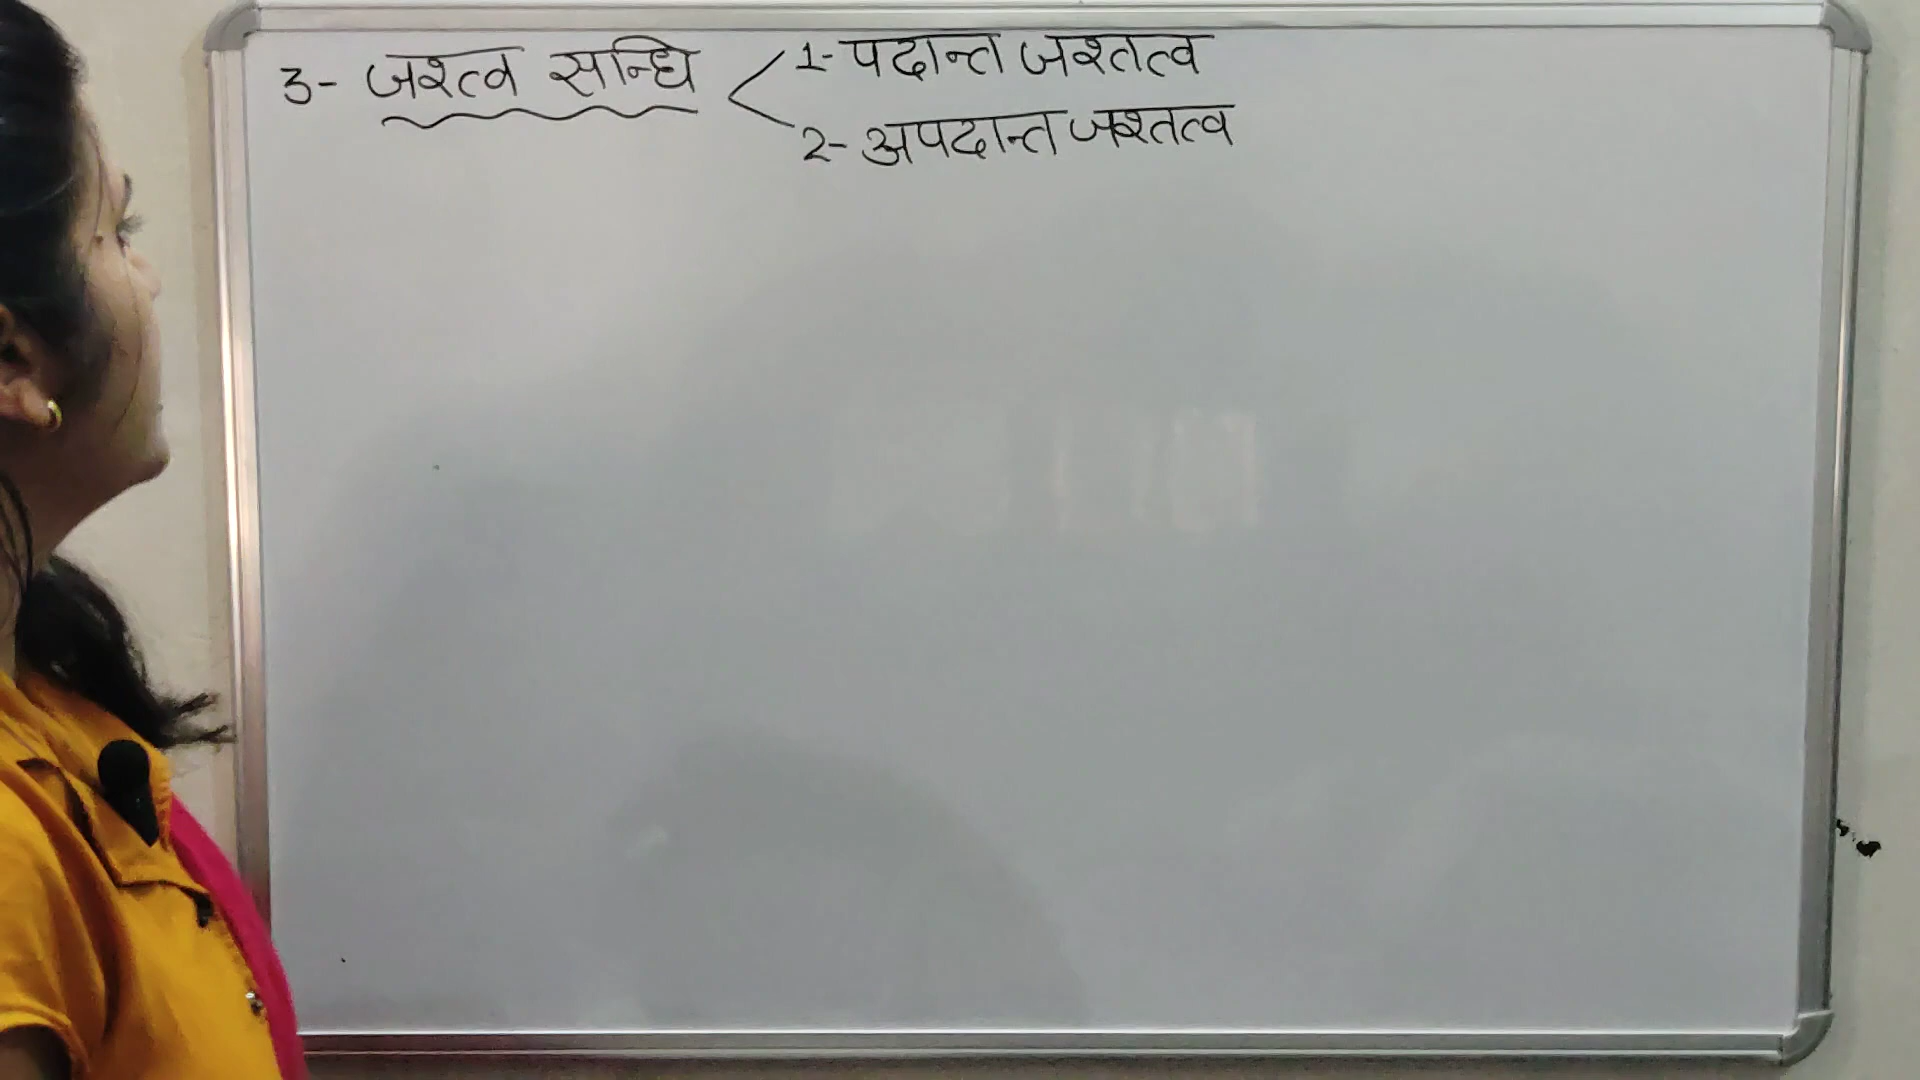 3- जश्त्व सन्धि
1- पदान्त जश्तत्व
2- अपदान्त जश्तत्व